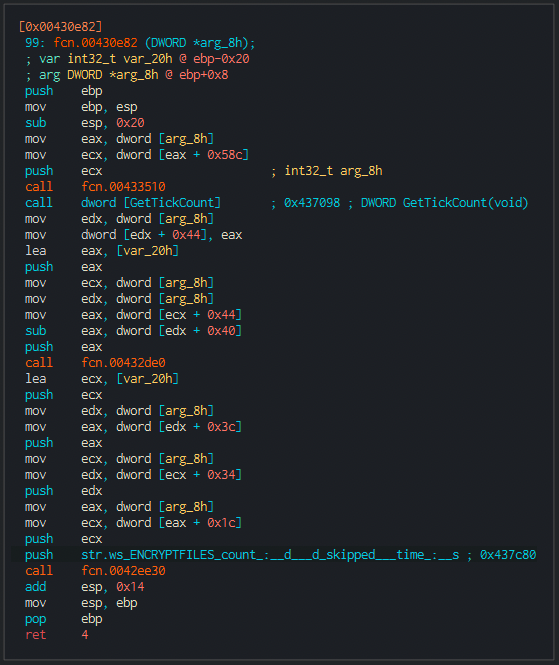 [0x00430e82]
99: fcn.00430e82 (DWORD *arg_8h);
; var int32_t var_20h @ ebp-0x20
; arg DWORD *arg_8h @ ebp+0x8
push ebp
mov ebp, esp
sub esp, 0x20
mov eax, dword [arg_8h]
mov ecx, dword [eax + 0x58c]
push ecx ; int32_t arg_8h
call fcn.00433510
call dword [GetTickCount] ; 0x437098 ; DWORD GetTickCount(void)
mov edx, dword [arg_8h]
mov dword [edx + 0x44], eax
lea eax, [var_20h]
push eax
mov ecx, dword [arg_8h]
mov edx, dword [arg_8h]
mov eax, dword [ecx + 0x44]
sub eax, dword [edx + 0x40]
push eax
call fcn.00432de0
lea ecx, [var_20h]
push ecx
mov edx, dword [arg_8h]
mov eax, dword [edx + 0x3c]
push eax
mov ecx, dword [arg_8h]
mov edx, dword [ecx + 0x34]
push edx
mov eax, dword [arg_8h]
mov ecx, dword [eax + 0x1c]
push ecx
push str.ws_ENCRYPTFILES_count_:__d___d_skipped___time_:__s ; 0x437c80
call fcn.0042ee30
add esp, 0x14
mov esp, ebp
pop ebp
ret 4